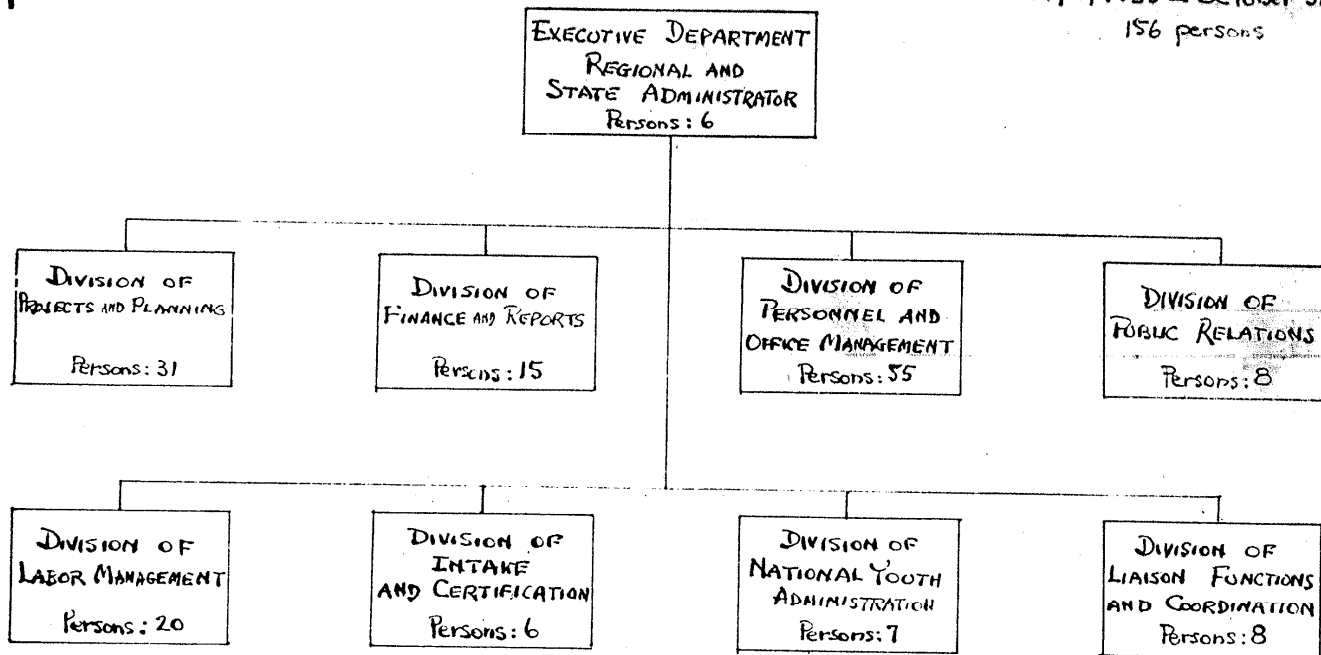 October
156 persons
EXECUTIVE DEPARTMENT
REGIONAL AND
STATE ADMINISTRATOR
Persons: 6
DIVISION OF
PROJECTS AND PLANNING
Persons: 31
DIVISION OF
FINANCE AND REPORTS
Persons: 15
DIVISION OF
PERSONNEL AND
OFFICE MANAGEMENT
Persons: 55
DIVISION OF
PUBLIC RELATIONS
Persons: 8
DIVISION OF
LABOR MANAGEMENT
Persons: 20
DIVISION OF
INTAKE
AND CERTIFICATION
Persons: 6
DIVISION OF
NATIONAL YOUTH
ADMINISTRATION
Persons: 7
DIVISION OF
LIAISON FUNCTIONS
AND COORDINATION
Persons: 8